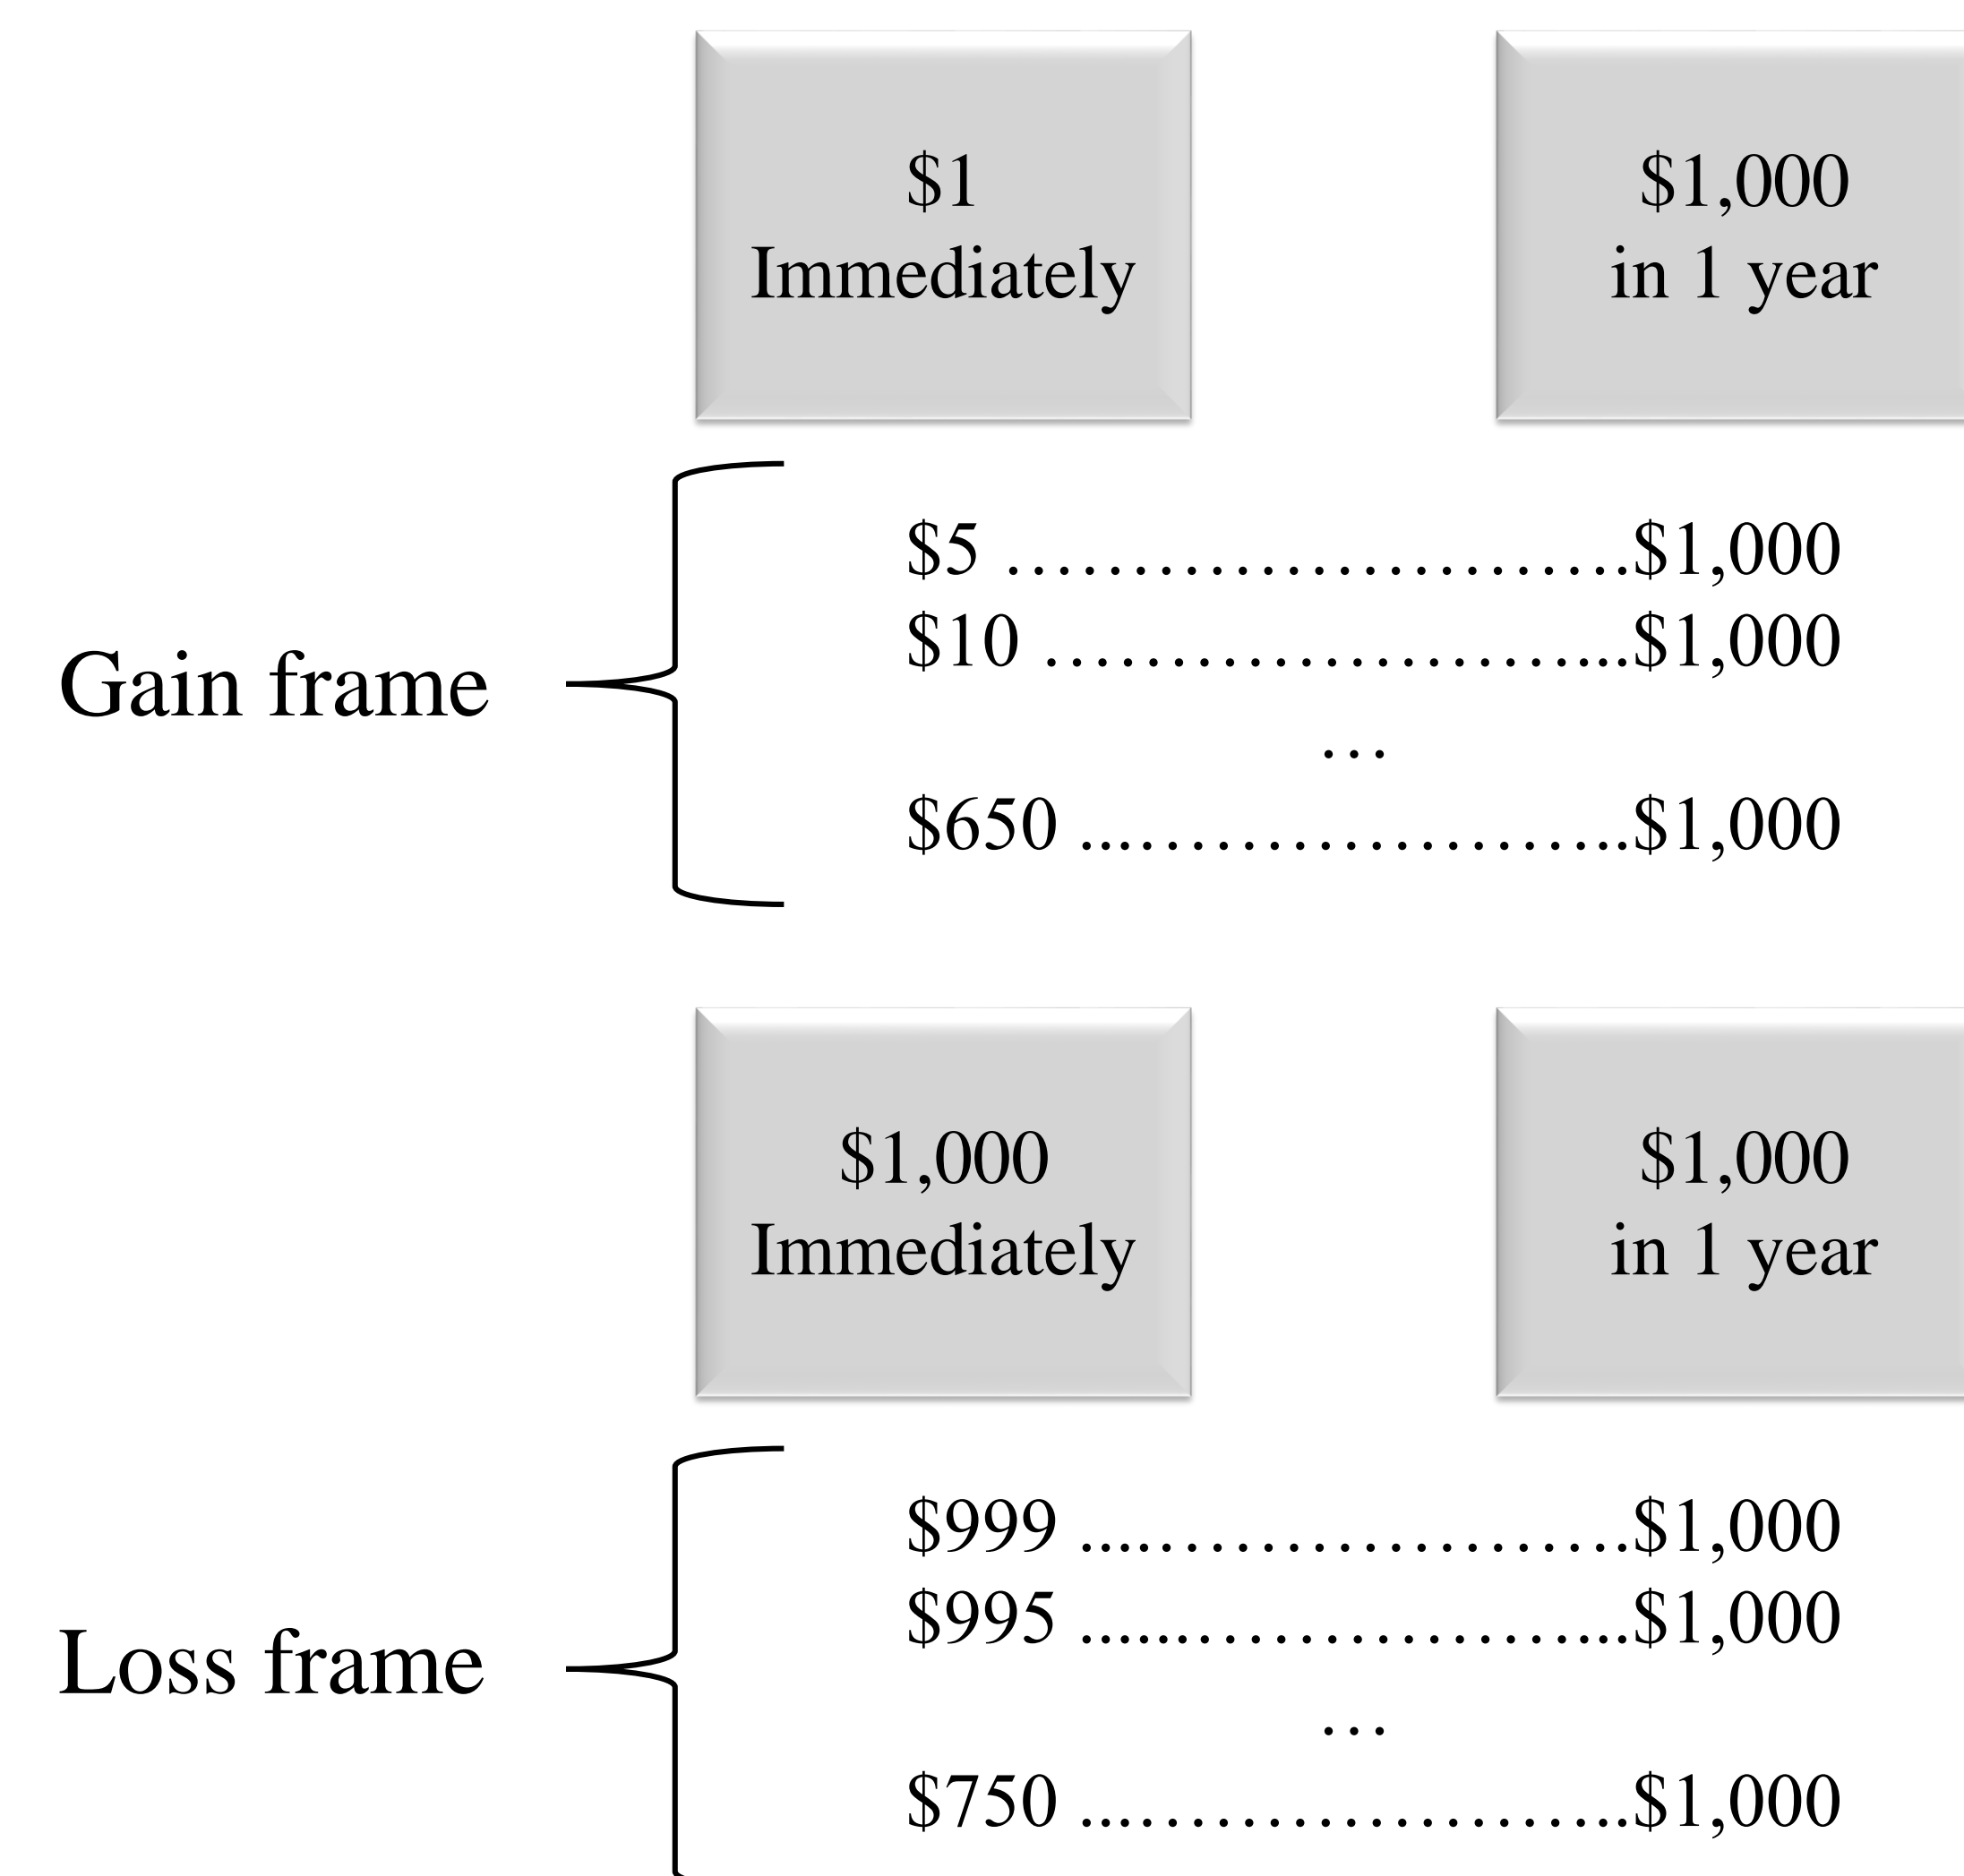 $1
Immediately
$1,000
in 1 year
Gain frame
$5 ……………………….$1,000
$10 ……………………..$1,000
…
$650 ...………………….$1,000
$1,000
Immediately
$1,000
in 1 year
Loss frame
$999 ....…………………$1,000
$995 .....………………..$1,000
…
$750 ....………………...$1,000